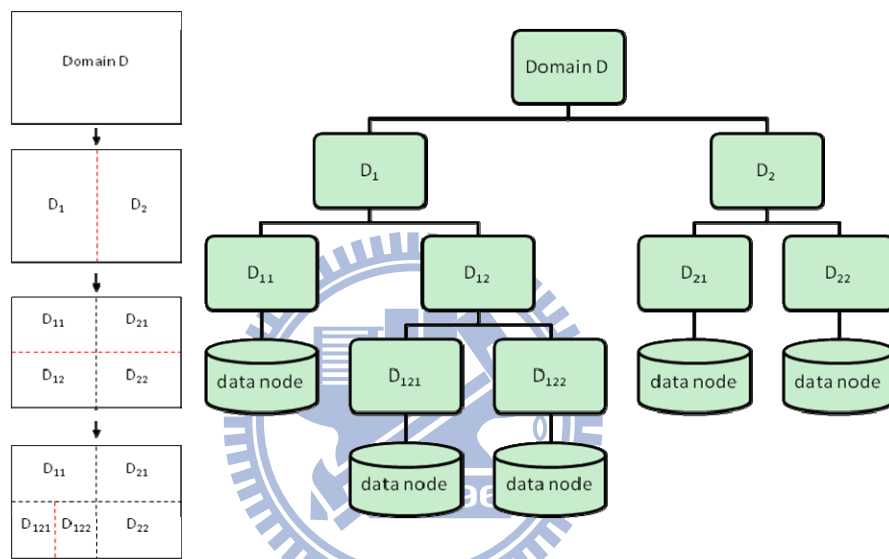 Domain D
D₁ D₂
D₁₁ D₂₁
D₁₂ D₂₂
D₁₁ D₂₁
D₁₂₁ D₁₂₂ D₂₂
Domain D
D₁ D₂
D₁₁ D₁₂ D₂₁ D₂₂
data node D₁₂₁ D₁₂₂ data node data node
data node data node